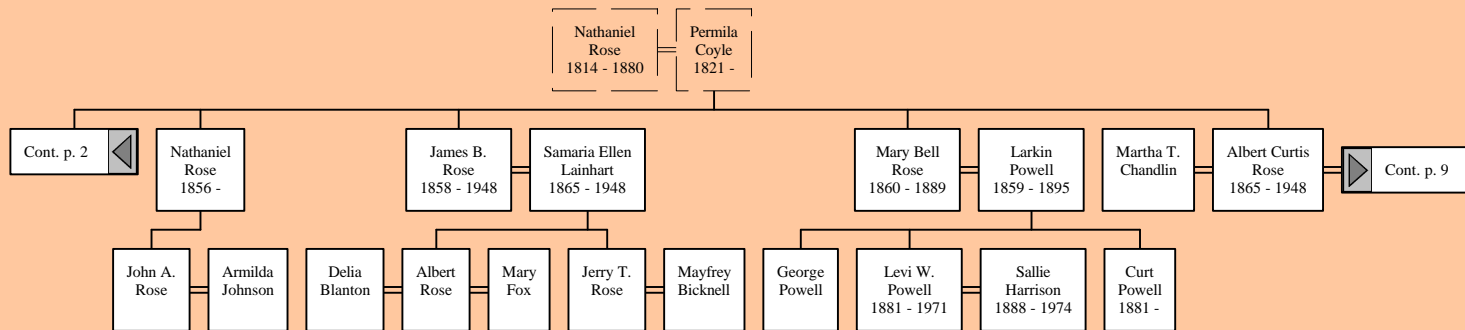 Nathaniel
Rose
1814 - 1880
Permila
Coyle
1821 -
Cont. p. 2
Nathaniel
Rose
1856 -
James B.
Rose
1858 - 1948
Samaria Ellen
Lainhart
1865 - 1948
Mary Bell
Rose
1860 - 1889
Larkin
Powell
1859 - 1895
Martha T.
Chandlin
Albert Curtis
Rose
1865 - 1948
Cont. p. 9
John A.
Rose
Armilda
Johnson
Delia
Blanton
Albert
Rose
Mary
Fox
Jerry T.
Rose
Mayfrey
Bicknell
George
Powell
Levi W.
Powell
1881 - 1971
Sallie
Harrison
1888 - 1974
Curt
Powell
1881 -